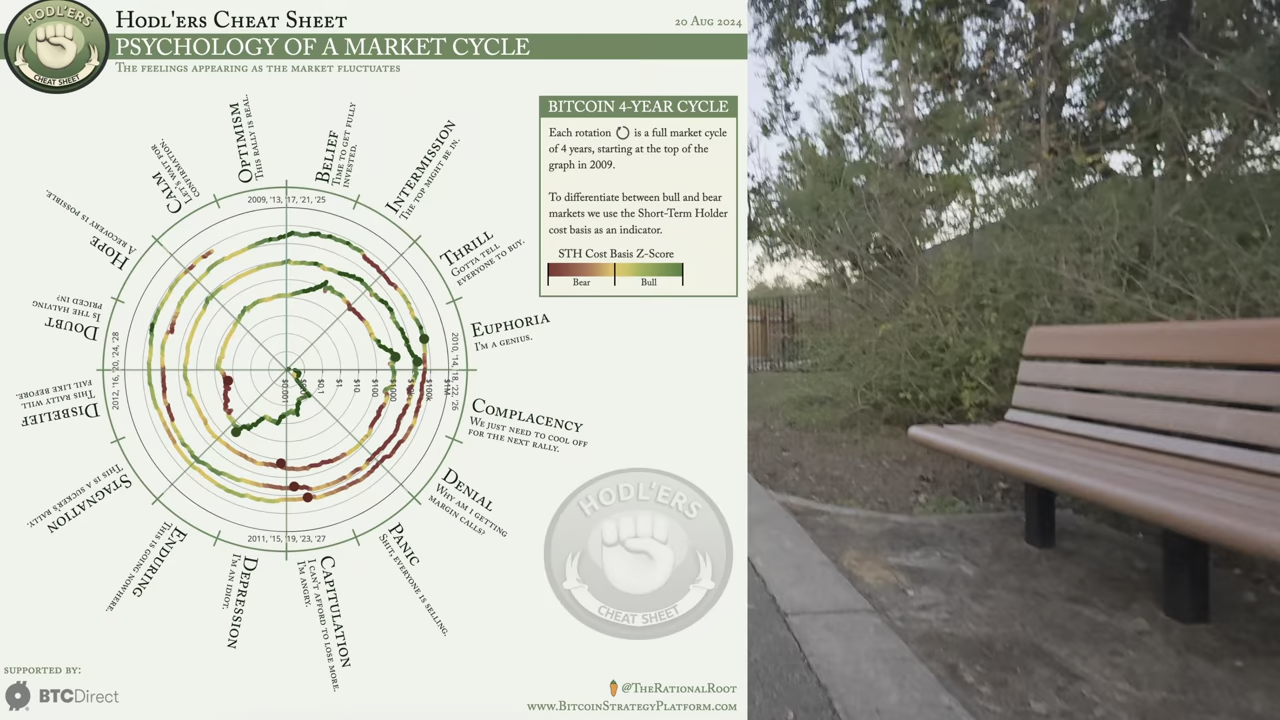 HODL'ERS
CHEAT SHEET
Hodl'ers Cheat Sheet
20 Aug 2024
PSYCHOLOGY OF A MARKET CYCLE
The feelings appearing as the market fluctuates
BITCOIN 4-YEAR CYCLE
Each rotation is a full market cycle
of 4 years, starting at the top of the
graph in 2009.
To differentiate between bull and bear
markets we use the Short-Term Holder
cost basis as an indicator.
STH Cost Basis Z-Score
Bear
Bull
Optimism
This rally is real.
Belief
Time to get fully
invested.
Intermission
The top might be in.
Thrill
Gotta tell
everyone to buy.
Euphoria
I'm a genius.
Complacency
We just need to cool off
for the next rally.
Denial
Why am I getting
margin calls?
Panic
Shit, everyone is selling.
Capitulation
I can't afford to lose more.
I'm angry.
Depression
I'm an idiot.
Enduring
This is going nowhere.
Stagnation
This is a sucker's rally.
Disbelief
This rally will
fail like before.
Doubt
Is the halving
priced in?
Hope
A recovery is possible.
Calm
Let's wait for
confirmation.
2009, '13, '17, '21, '25
2010, '14, '18, '22, '26
2011, '15, '19, '23, '27
2012, '16, '20, '24, '28
$0.1
$1
$10
$100
$100k
HODL'ERS
CHEAT SHEET
Supported by:
BTCDirect
@TheRationalRoot
www.BitcoinStrategyPlatform.com